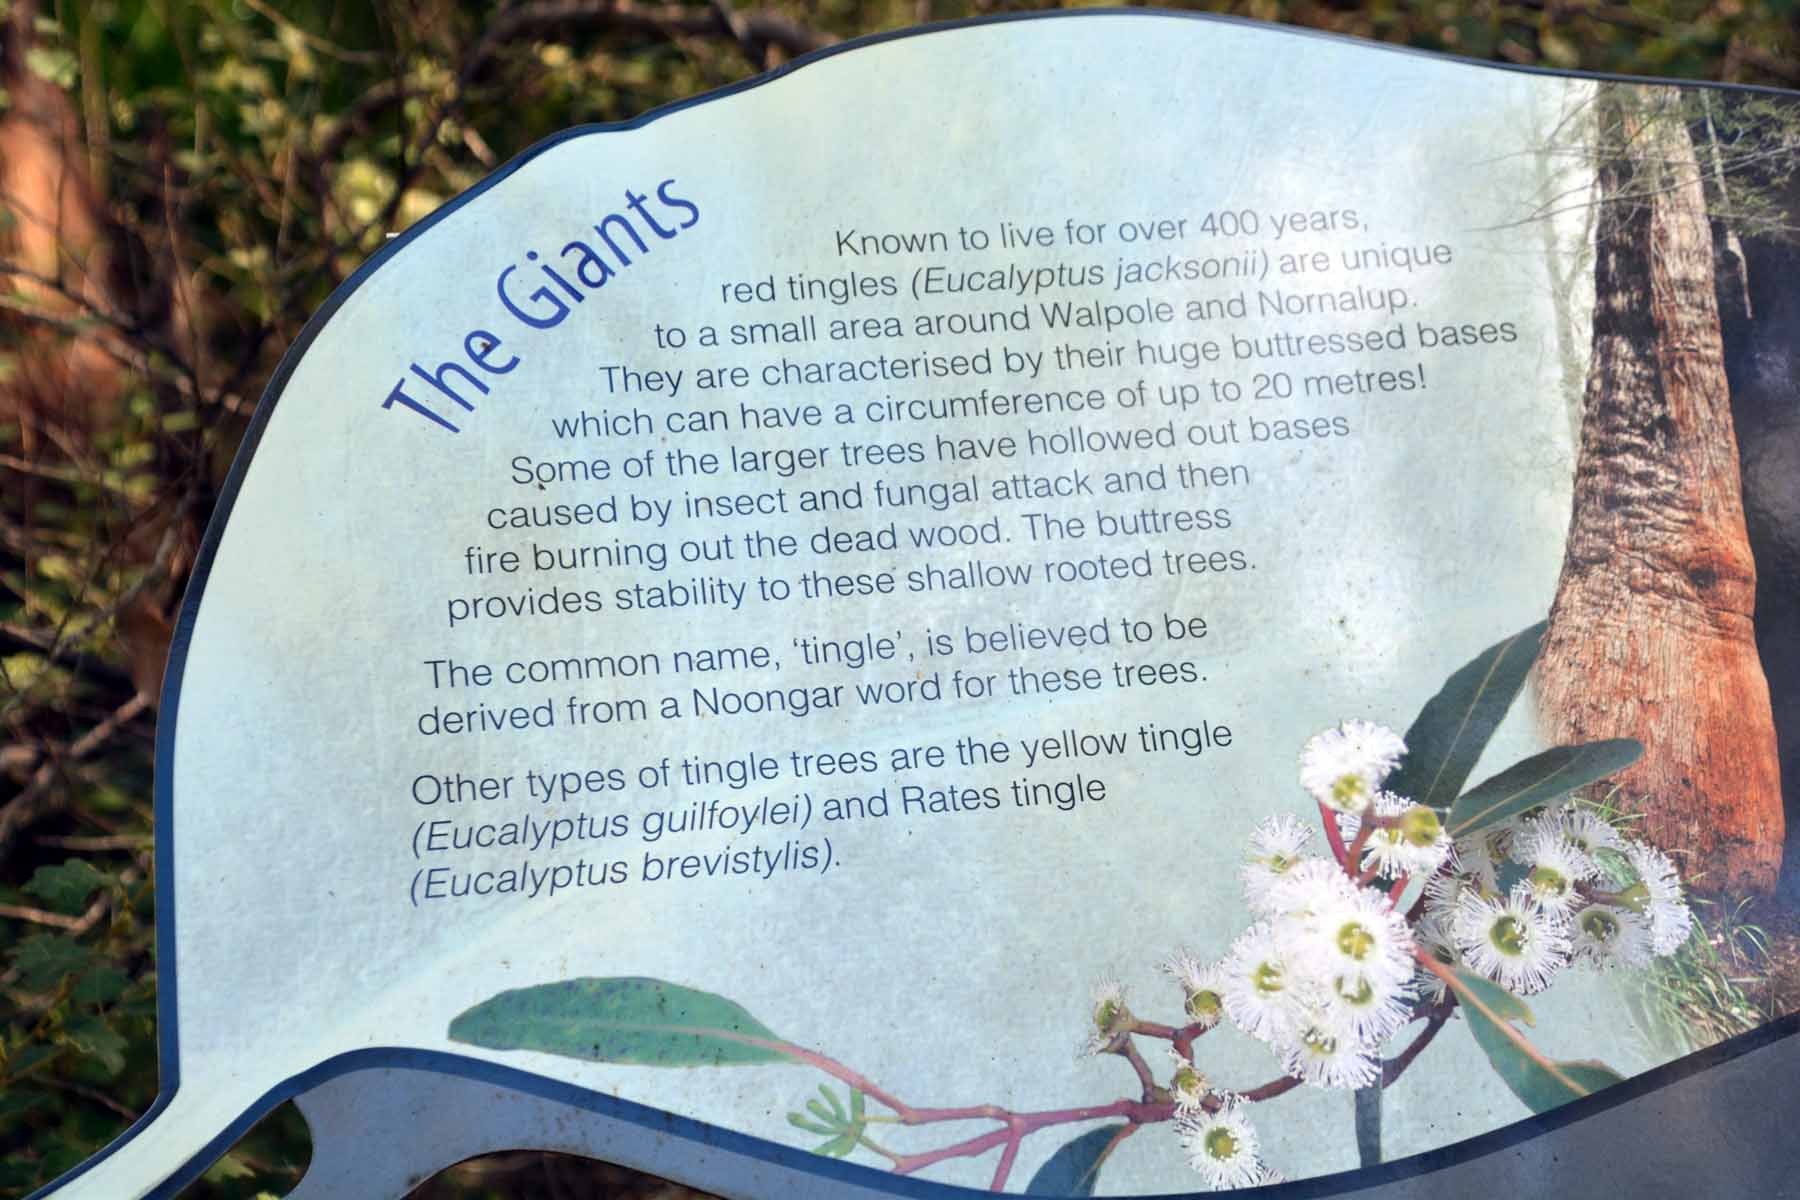 The Giants
Known to live for over 400 years,
red tingles (Eucalyptus jacksonii) are unique
to a small area around Walpole and Nornalup.
They are characterised by their huge buttressed bases
which can have a circumference of up to 20 metres!
Some of the larger trees have hollowed out bases
caused by insect and fungal attack and then
fire burning out the dead wood. The buttress
provides stability to these shallow rooted trees.
The common name, ‘tingle’, is believed to be
derived from a Noongar word for these trees.
Other types of tingle trees are the yellow tingle
(Eucalyptus guilfoylei) and Rates tingle
(Eucalyptus brevistylis).